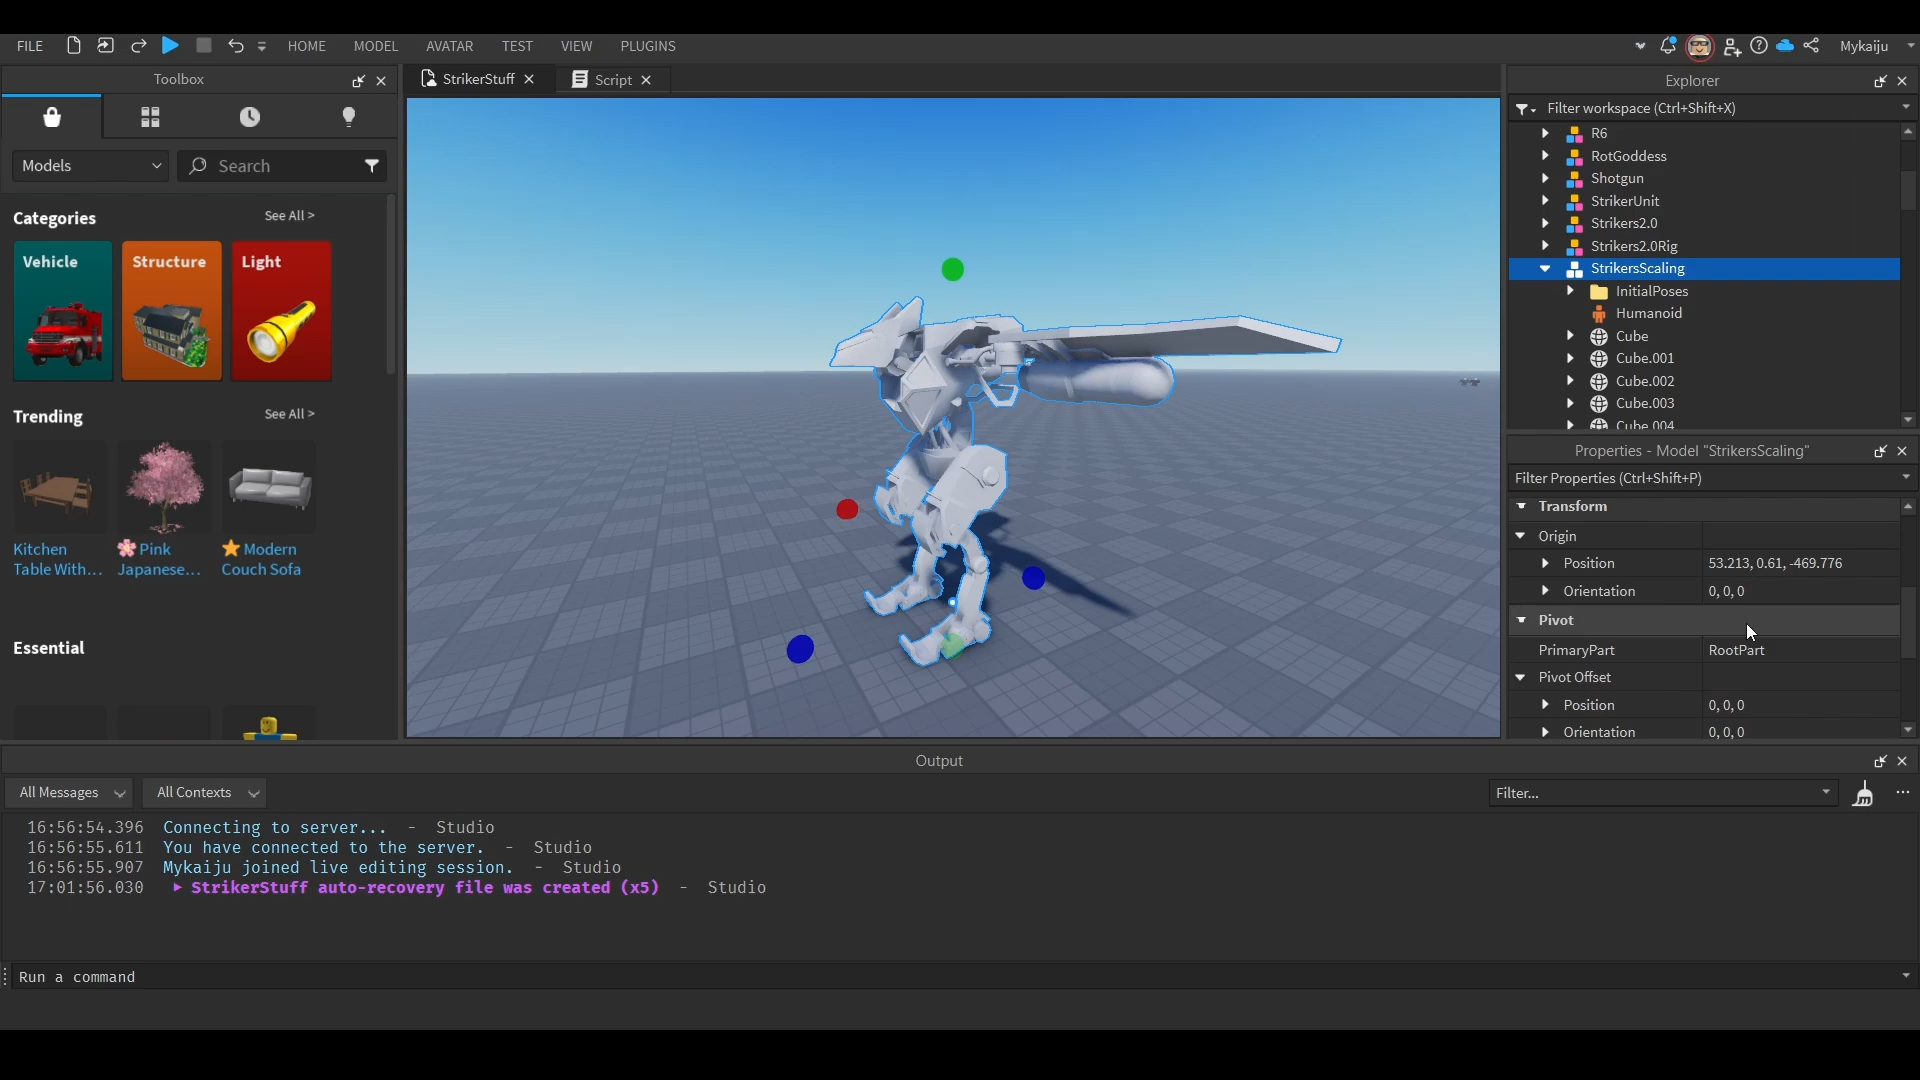 FILE HOME MODEL AVATAR TEST VIEW PLUGINS Mykaiju
Toolbox
Models
Search
Categories See All >
Vehicle Structure Light
Trending See All >
Kitchen Table With...
Pink Japanese...
Modern Couch Sofa
Essential
StrikerStuff
Script
Explorer
Filter workspace (Ctrl+Shift+X)
R6
RotGoddess
Shotgun
StrikerUnit
Strikers2.0
Strikers2.0Rig
StrikersScaling
InitialPoses
Humanoid
Cube
Cube.001
Cube.002
Cube.003
Cube.004
Properties - Model "StrikersScaling"
Filter Properties (Ctrl+Shift+P)
Transform
Origin
Position 53.213, 0.61, -469.776
Orientation 0, 0, 0
Pivot
PrimaryPart RootPart
Pivot Offset
Position 0, 0, 0
Orientation 0, 0, 0
Output
All Messages All Contexts Filter...
16:56:54.396 Connecting to server... - Studio
16:56:55.611 You have connected to the server. - Studio
16:56:55.907 Mykaiju joined live editing session. - Studio
17:01:56.030 ▶ StrikerStuff auto-recovery file was created (x5) - Studio
Run a command